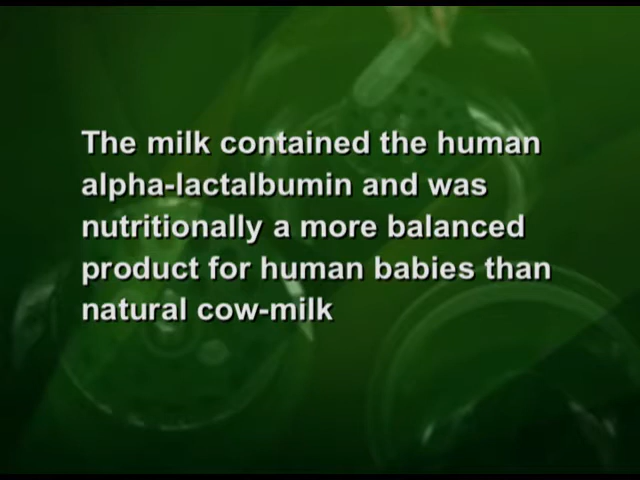 The milk contained the human
alpha-lactalbumin and was
nutritionally a more balanced
product for human babies than
natural cow-milk